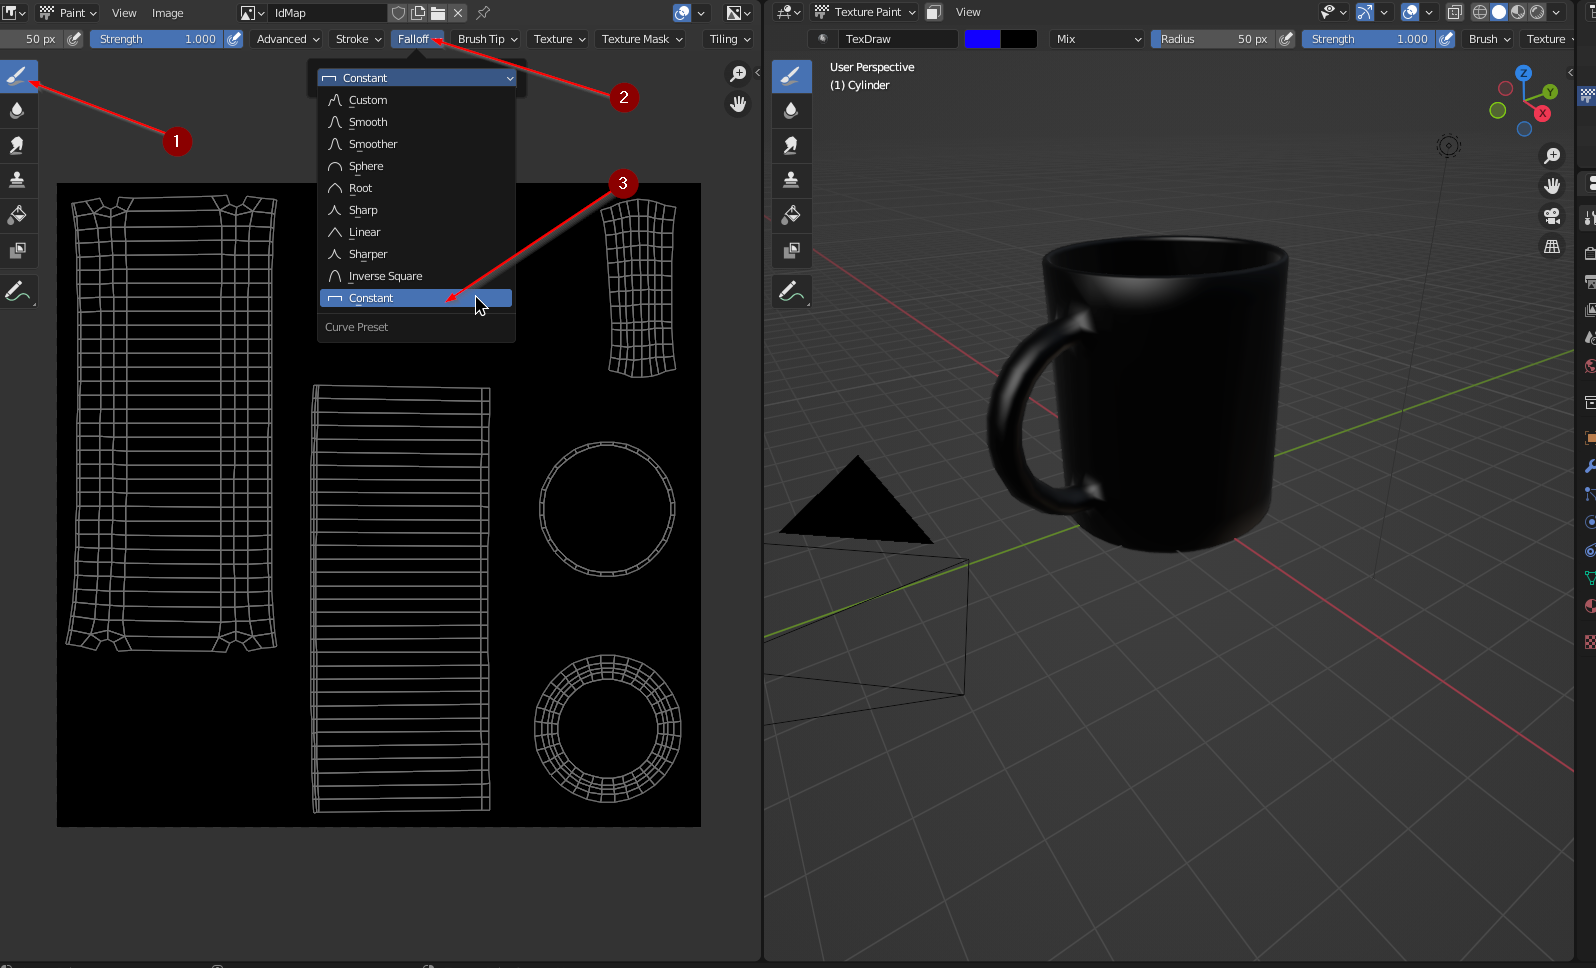 Paint View Image IdMap
50 px Strength 1.000 Advanced Stroke Falloff Brush Tip Texture Texture Mask Tiling
Constant
Custom
Smooth
Smoother
Sphere
Root
Sharp
Linear
Sharper
Inverse Square
Constant
Curve Preset
1
2
3
Texture Paint View
TexDraw Mix Radius 50 px Strength 1.000 Brush Texture
User Perspective
(1) Cylinder
Z
Y
X